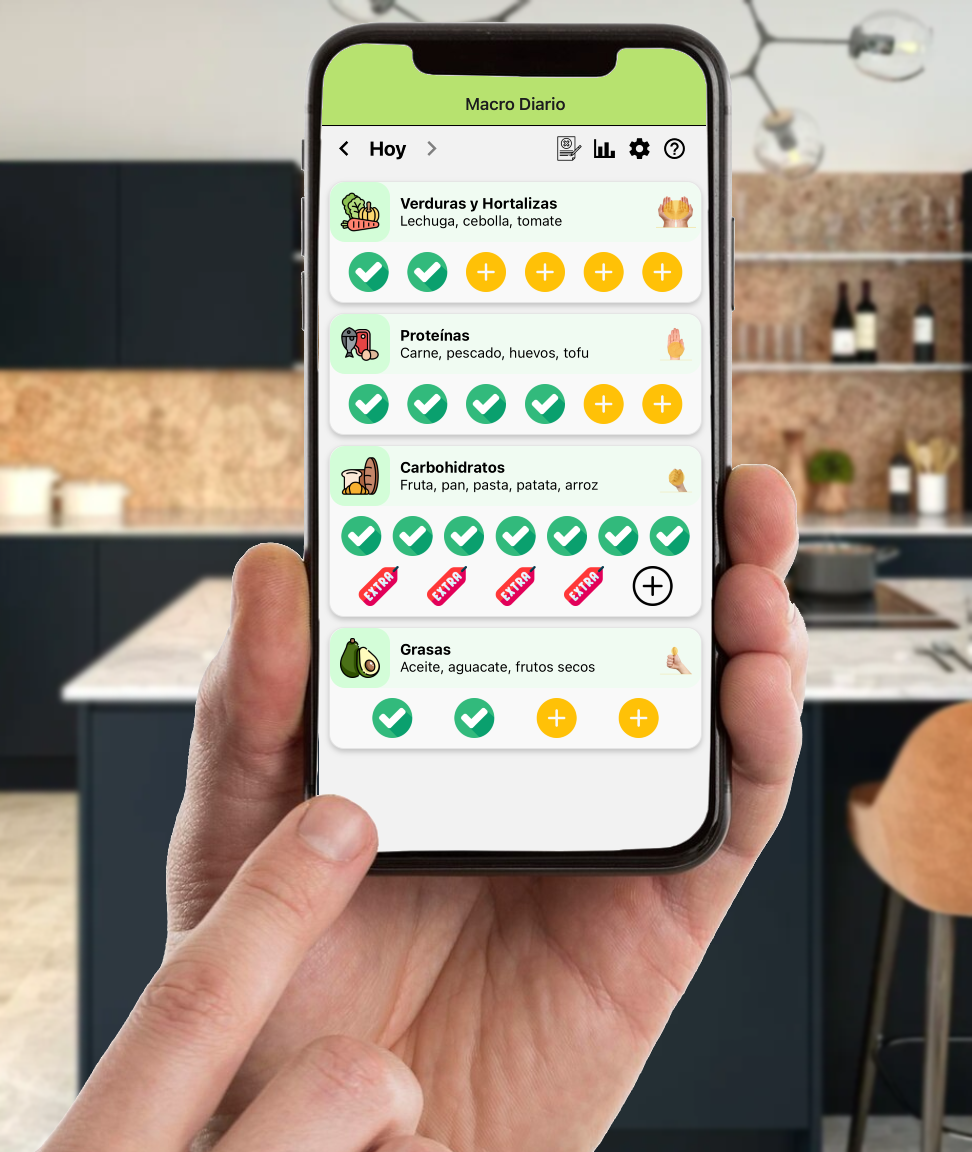 Macro Diario
Hoy
Verduras y Hortalizas
Lechuga, cebolla, tomate
Proteínas
Carne, pescado, huevos, tofu
Carbohidratos
Fruta, pan, pasta, patata, arroz
EXTRA EXTRA EXTRA EXTRA
Grasas
Aceite, aguacate, frutos secos